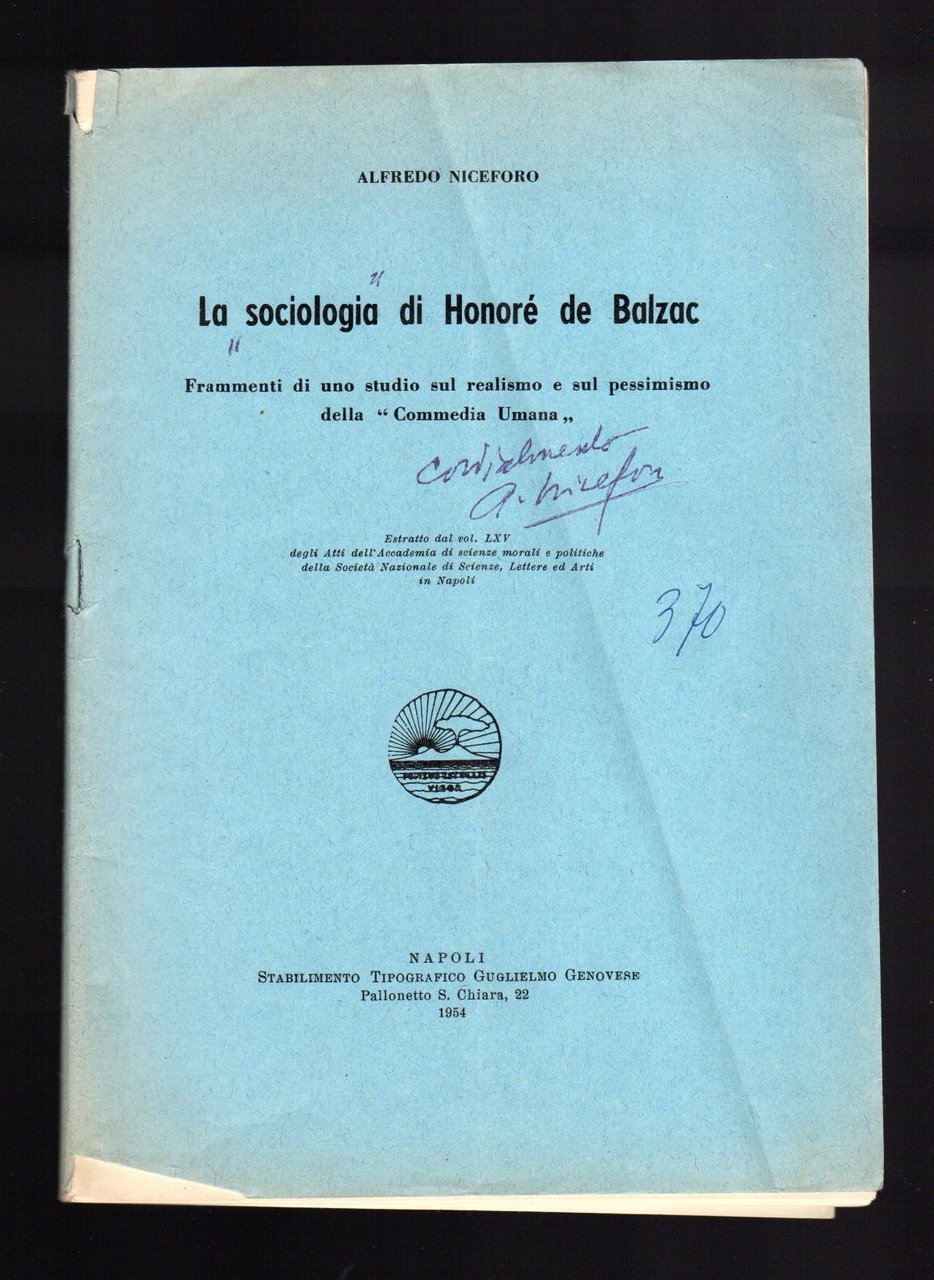 ALFREDO NICEFORO
"
La sociologia di Honoré de Balzac
"
Frammenti di uno studio sul realismo e sul pessimismo
della “ Commedia Umana „
Cordialmente
A. Niceforo
Estratto dal vol. LXV
degli Atti dell'Accademia di scienze morali e politiche
della Società Nazionale di Scienze, Lettere ed Arti
in Napoli
370
VIGOR
NAPOLI
STABILIMENTO TIPOGRAFICO GUGLIELMO GENOVESE
Pallonetto S. Chiara, 22
1954